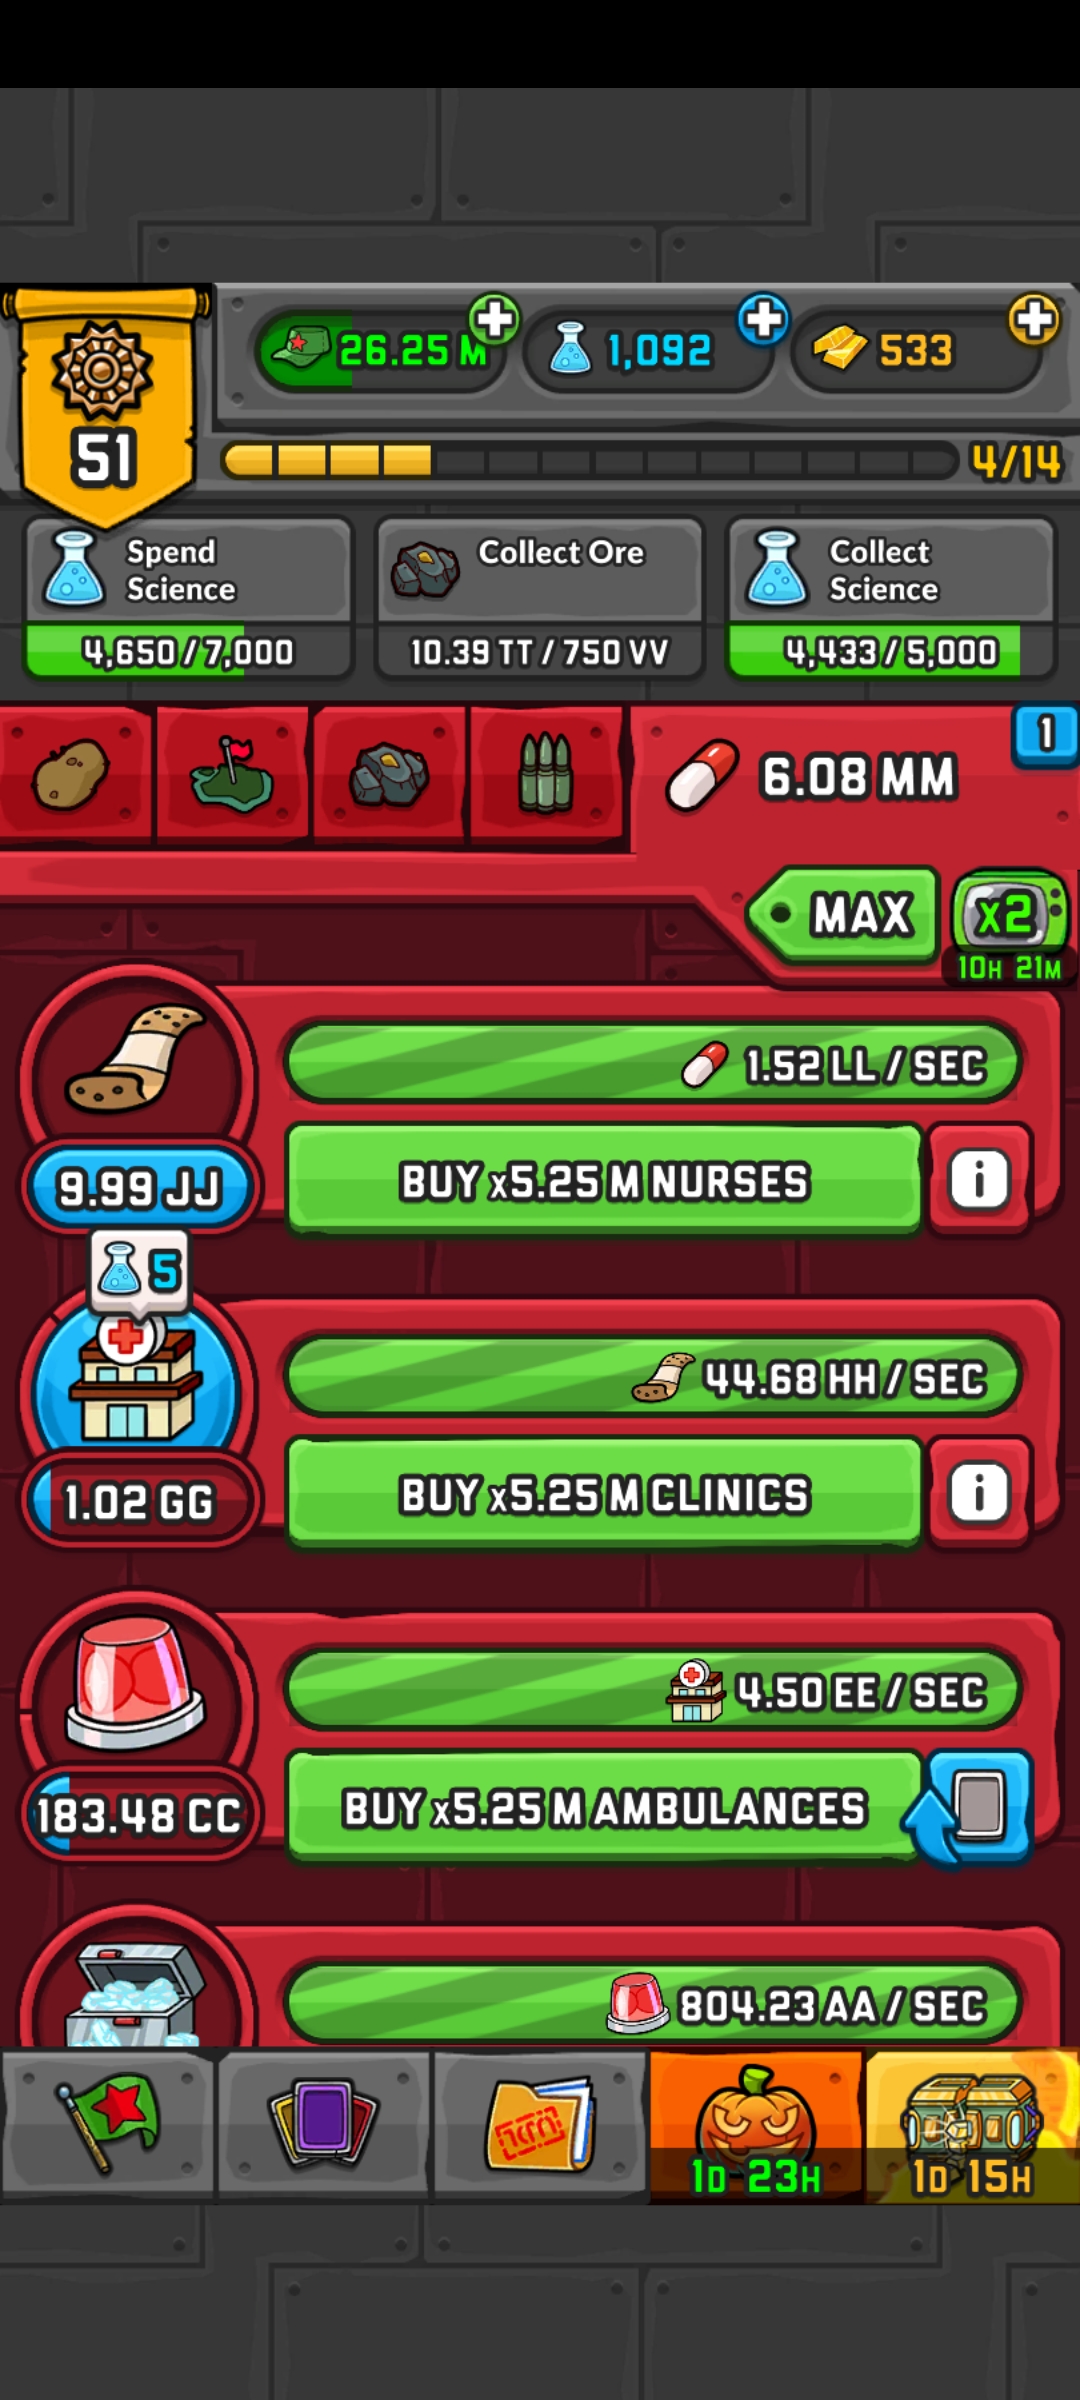 26.25 M
1,092
533
51
4/14
Spend
Science
4,650 / 7,000
Collect Ore
10.39 TT / 750 VV
Collect
Science
4,433 / 5,000
6.08 MM
1
MAX
x2
10H 21M
1.52 LL / SEC
9.99 JJ
BUY x5.25 M NURSES
i
5
44.68 HH / SEC
1.02 GG
BUY x5.25 M CLINICS
i
4.50 EE / SEC
183.48 CC
BUY x5.25 M AMBULANCES
804.23 AA / SEC
1D 23H
1D 15H